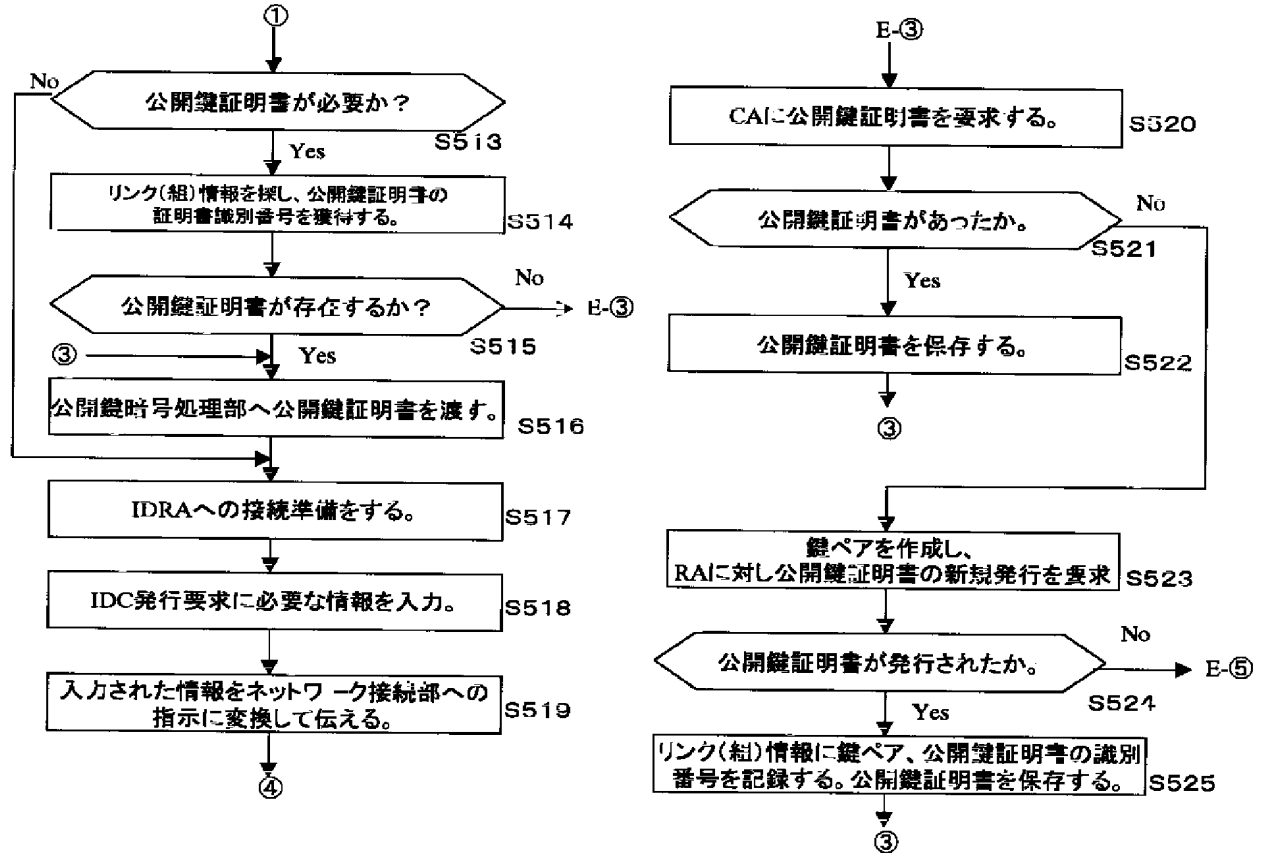 ①
No
公開鍵証明書が必要か？
S513
Yes
リンク（組）情報を探し、公開鍵証明書の
証明書識別番号を獲得する。
S514
公開鍵証明書が存在するか？
No
E-③
S515
③
Yes
公開鍵暗号処理部へ公開鍵証明書を渡す。
S516
IDRAへの接続準備をする。
S517
IDC発行要求に必要な情報を入力。
S518
入力された情報をネットワーク接続部への
指示に変換して伝える。
S519
④
E-③
CAに公開鍵証明書を要求する。
S520
公開鍵証明書があったか。
No
S521
Yes
公開鍵証明書を保存する。
S522
③
鍵ペアを作成し、
RAに対し公開鍵証明書の新規発行を要求
S523
公開鍵証明書が発行されたか。
No
E-⑤
S524
Yes
リンク（組）情報に鍵ペア、公開鍵証明書の識別
番号を記録する。公開鍵証明書を保存する。
S525
③